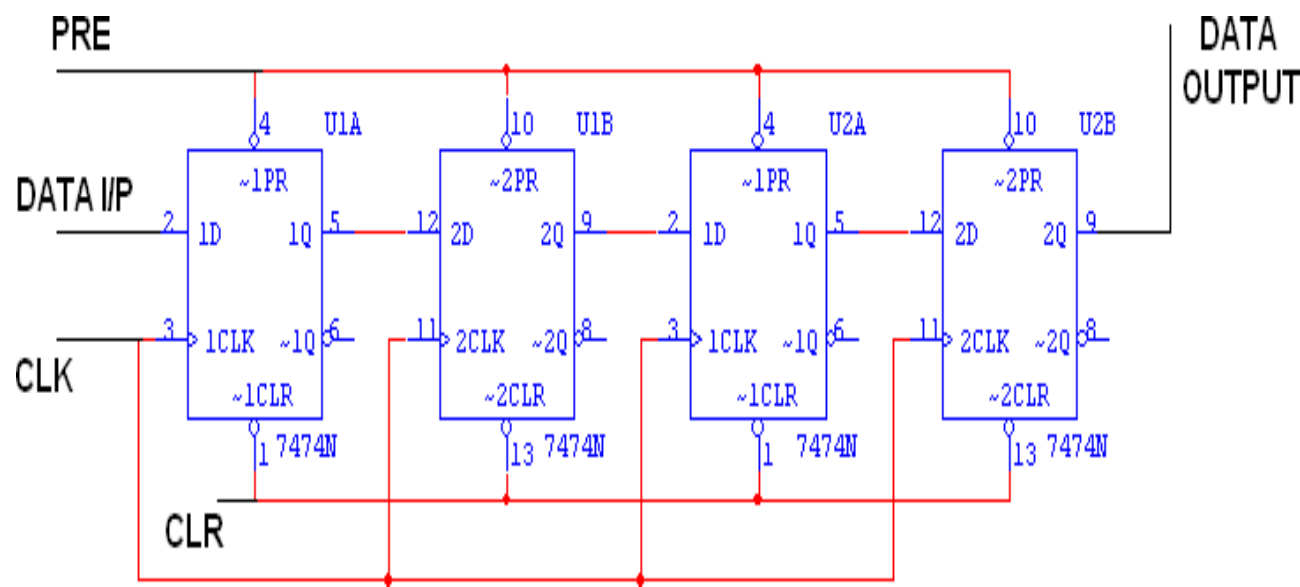 PRE
DATA
OUTPUT
4 U1A 10 U1B 4 U2A 10 U2B
~1PR ~2PR ~1PR ~2PR
DATA I/P
2 1D 1Q 5 12 2D 2Q 9 2 1D 1Q 5 12 2D 2Q 9
3 1CLK ~1Q 6 11 2CLK ~2Q 8 3 1CLK ~1Q 6 11 2CLK ~2Q 8
CLK
~1CLR ~2CLR ~1CLR ~2CLR
1 7474N 13 7474N 1 7474N 13 7474N
CLR